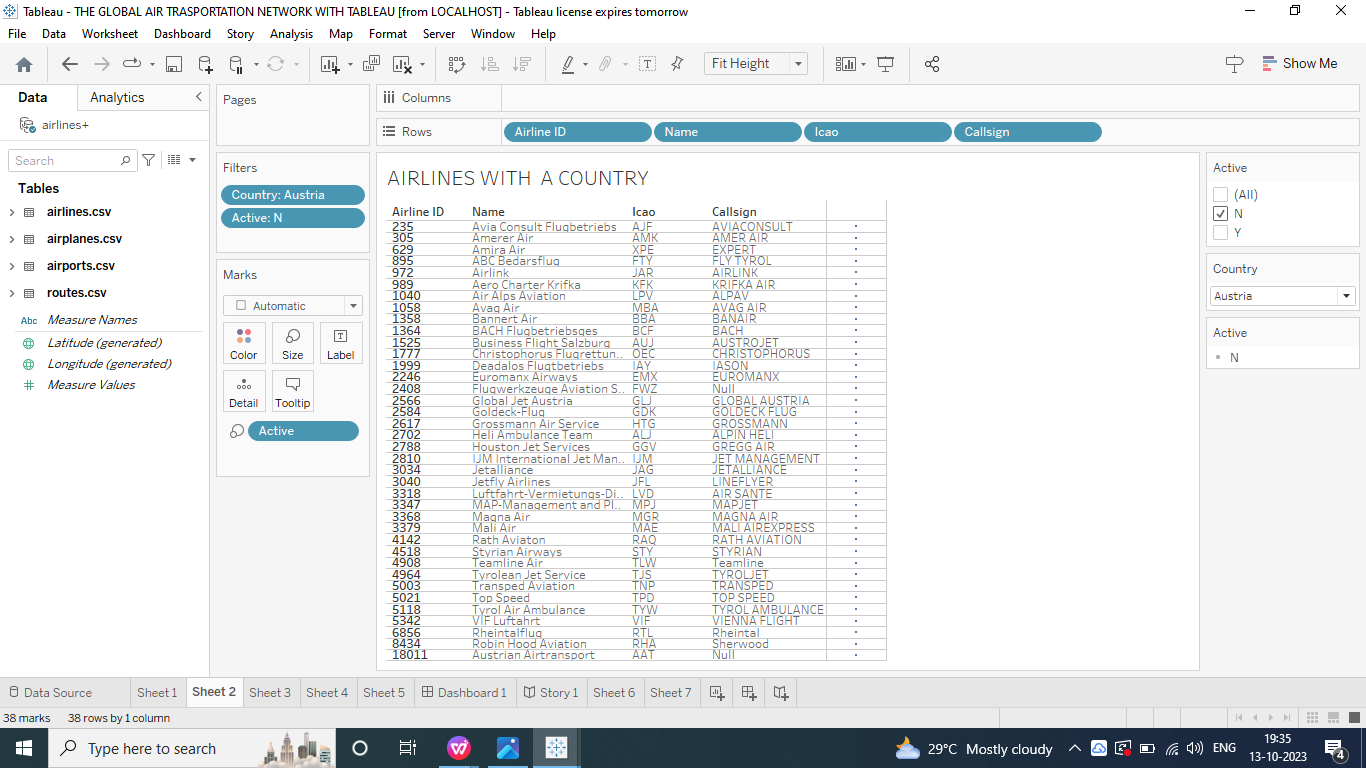 Tableau - THE GLOBAL AIR TRASPORTATION NETWORK WITH TABLEAU [from LOCALHOST] - Tableau license expires tomorrow
File Data Worksheet Dashboard Story Analysis Map Format Server Window Help
Fit Height
Show Me
Data Analytics
airlines+
Search
Tables
airlines.csv
airplanes.csv
airports.csv
routes.csv
Abc Measure Names
Latitude (generated)
Longitude (generated)
Measure Values
Pages
Filters
Country: Austria
Active: N
Marks
Automatic
Color Size Label
Detail Tooltip
Active
Columns
Rows Airline ID Name Icao Callsign
AIRLINES WITH A COUNTRY
Airline ID Name Icao Callsign
235 Avia Consult Flugbetriebs AJF AVIACONSULT
305 Amerer Air AMK AMER AIR
629 Amira Air XPE EXPERT
895 ABC Bedarsflug FTY FLY TYROL
972 Airlink JAR AIRLINK
989 Aero Charter Krifka KFK KRIFKA AIR
1040 Air Alps Aviation LPV ALPAV
1058 Avag Air MBA AVAG AIR
1358 Bannert Air BBA BANAIR
1364 BACH Flugbetriebsges BCF BACH
1525 Business Flight Salzburg AUJ AUSTROJET
1777 Christophorus Flugrettun.. OEC CHRISTOPHORUS
1999 Deadalos Flugtbetriebs IAY IASON
2246 Euromanx Airways EMX EUROMANX
2408 Flugwerkzeuge Aviation S.. FWZ Null
2566 Global Jet Austria GLJ GLOBAL AUSTRIA
2584 Goldeck-Flug GDK GOLDECK FLUG
2617 Grossmann Air Service HTG GROSSMANN
2702 Heli Ambulance Team ALJ ALPIN HELI
2788 Houston Jet Services GGV GREGG AIR
2810 IJM International Jet Man.. IJM JET MANAGEMENT
3034 Jetalliance JAG JETALLIANCE
3040 Jetfly Airlines JFL LINEFLYER
3318 Luftfahrt-Vermietungs-Di.. LVD AIR SANTE
3347 MAP-Management and Pl.. MPJ MAPJET
3368 Magna Air MGR MAGNA AIR
3379 Mali Air MAE MALI AIREXPRESS
4142 Rath Aviaton RAQ RATH AVIATION
4518 Styrian Airways STY STYRIAN
4908 Teamline Air TLW Teamline
4964 Tyrolean Jet Service TJS TYROLJET
5003 Transped Aviation TNP TRANSPED
5021 Top Speed TPD TOP SPEED
5118 Tyrol Air Ambulance TYW TYROL AMBULANCE
5342 VIF Luftahrt VIF VIENNA FLIGHT
6856 Rheintalflug RTL Rheintal
8434 Robin Hood Aviation RHA Sherwood
18011 Austrian Airtransport AAT Null
Active
(All)
N
Y
Country
Austria
Active
N
Data Source Sheet 1 Sheet 2 Sheet 3 Sheet 4 Sheet 5 Dashboard 1 Story 1 Sheet 6 Sheet 7
38 marks 38 rows by 1 column
Type here to search
29°C Mostly cloudy
ENG
19:35
13-10-2023
4